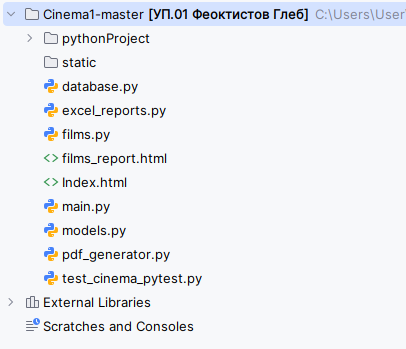 Cinema1-master [УП.01 Феоктистов Глеб] C:\Users\User
pythonProject
static
database.py
excel_reports.py
films.py
films_report.html
Index.html
main.py
models.py
pdf_generator.py
test_cinema_pytest.py
External Libraries
Scratches and Consoles